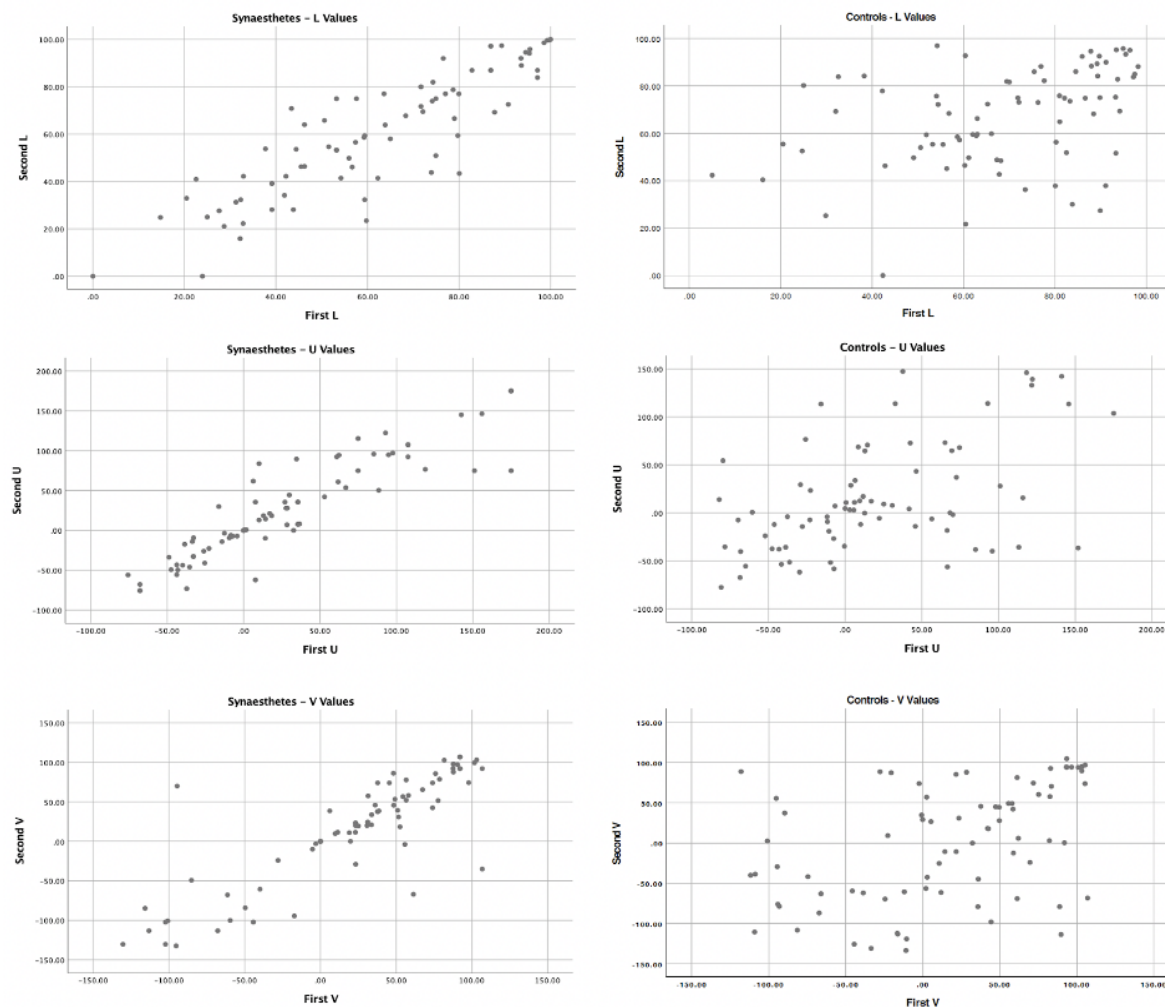 Synaesthetes – L Values
100.00
80.00
60.00
40.00
20.00
.00
Second L
.00 20.00 40.00 60.00 80.00 100.00
First L
Controls - L Values
100.00
80.00
60.00
40.00
20.00
.00
Second L
.00 20.00 40.00 60.00 80.00 100.00
First L
Synaesthetes – U Values
200.00
150.00
100.00
50.00
.00
-50.00
-100.00
Second U
-100.00 -50.00 .00 50.00 100.00 150.00 200.00
First U
Controls – U Values
150.00
100.00
50.00
.00
-50.00
-100.00
Second U
-100.00 -50.00 .00 50.00 100.00 150.00 200.00
First U
Synaesthetes – V Values
150.00
100.00
50.00
.00
-50.00
-100.00
-150.00
Second V
-150.00 -100.00 -50.00 .00 50.00 100.00 150.00
First V
Controls - V Values
150.00
100.00
50.00
.00
-50.00
-100.00
-150.00
Second V
-150.00 -100.00 -50.00 .00 50.00 100.00 150.00
First V